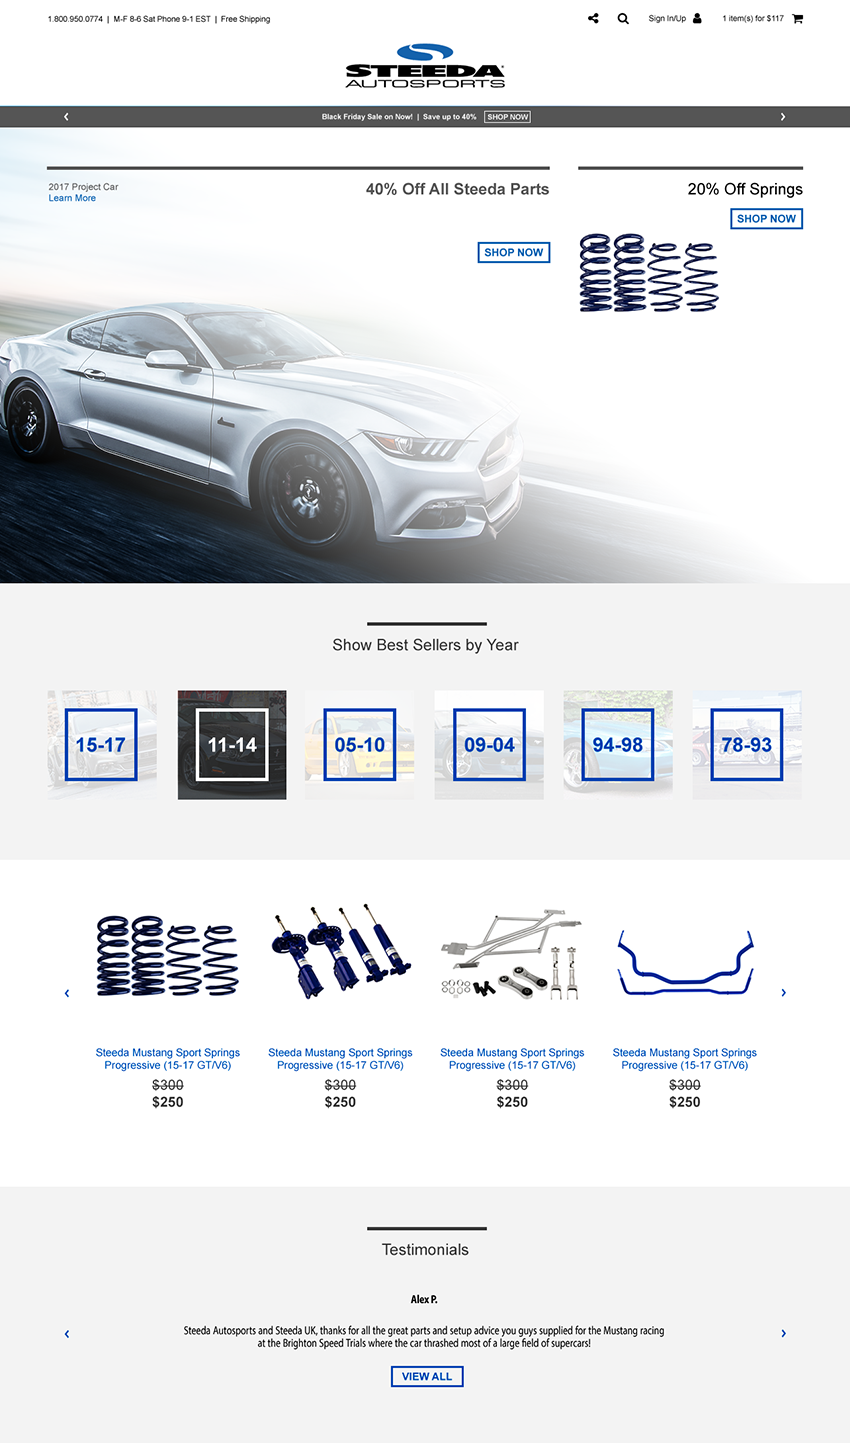 1.800.950.0774 | M-F 8-6 Sat Phone 9-1 EST | Free Shipping
Sign In/Up
1 item(s) for $117
STEEDA
AUTOSPORTS
Black Friday Sale on Now! | Save up to 40% SHOP NOW
2017 Project Car
Learn More
40% Off All Steeda Parts
SHOP NOW
20% Off Springs
SHOP NOW
Show Best Sellers by Year
15-17 11-14 05-10 09-04 94-98 78-93
Steeda Mustang Sport Springs
Progressive (15-17 GT/V6)
$300
$250
Steeda Mustang Sport Springs
Progressive (15-17 GT/V6)
$300
$250
Steeda Mustang Sport Springs
Progressive (15-17 GT/V6)
$300
$250
Steeda Mustang Sport Springs
Progressive (15-17 GT/V6)
$300
$250
Testimonials
Alex P.
Steeda Autosports and Steeda UK, thanks for all the great parts and setup advice you guys supplied for the Mustang racing
at the Brighton Speed Trials where the car thrashed most of a large field of supercars!
VIEW ALL